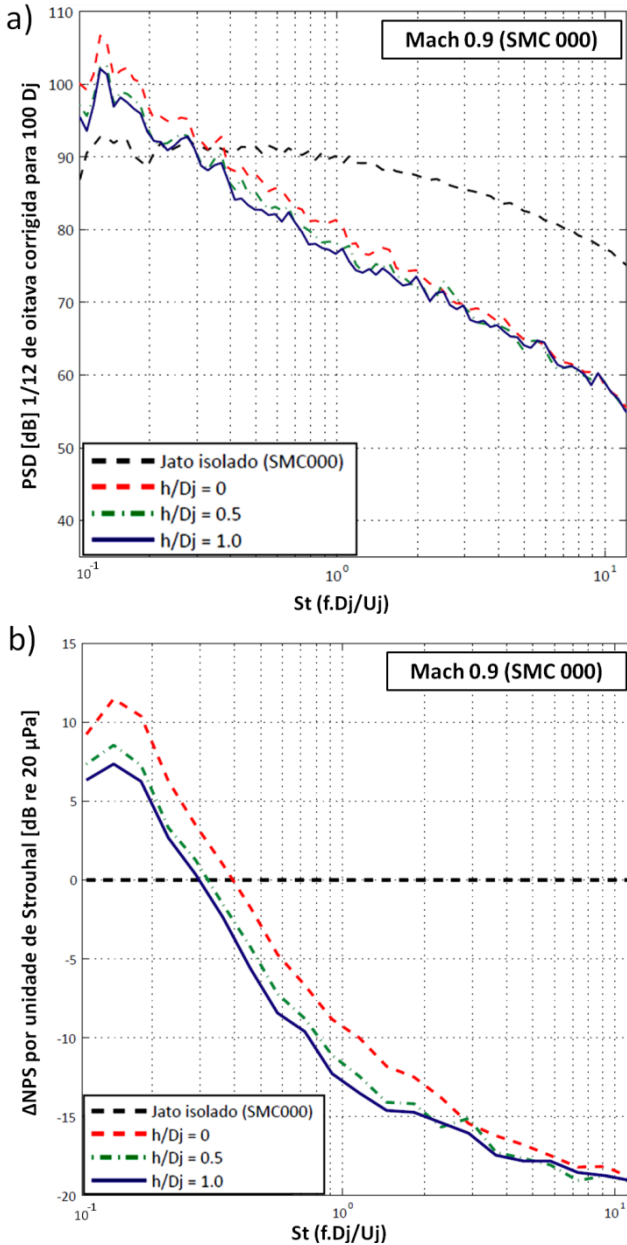 a)
110
100
90
80
70
60
50
40
PSD [dB] 1/12 de oitava corrigida para 100 Dj
Mach 0.9 (SMC 000)
Jato isolado (SMC000)
h/Dj = 0
h/Dj = 0.5
h/Dj = 1.0
10⁻¹
10⁰
10¹
St (f.Dj/Uj)
b)
15
10
5
0
-5
-10
-15
-20
ΔNPS por unidade de Strouhal [dB re 20 µPa]
Mach 0.9 (SMC 000)
Jato isolado (SMC000)
h/Dj = 0
h/Dj = 0.5
h/Dj = 1.0
10⁻¹
10⁰
10¹
St (f.Dj/Uj)